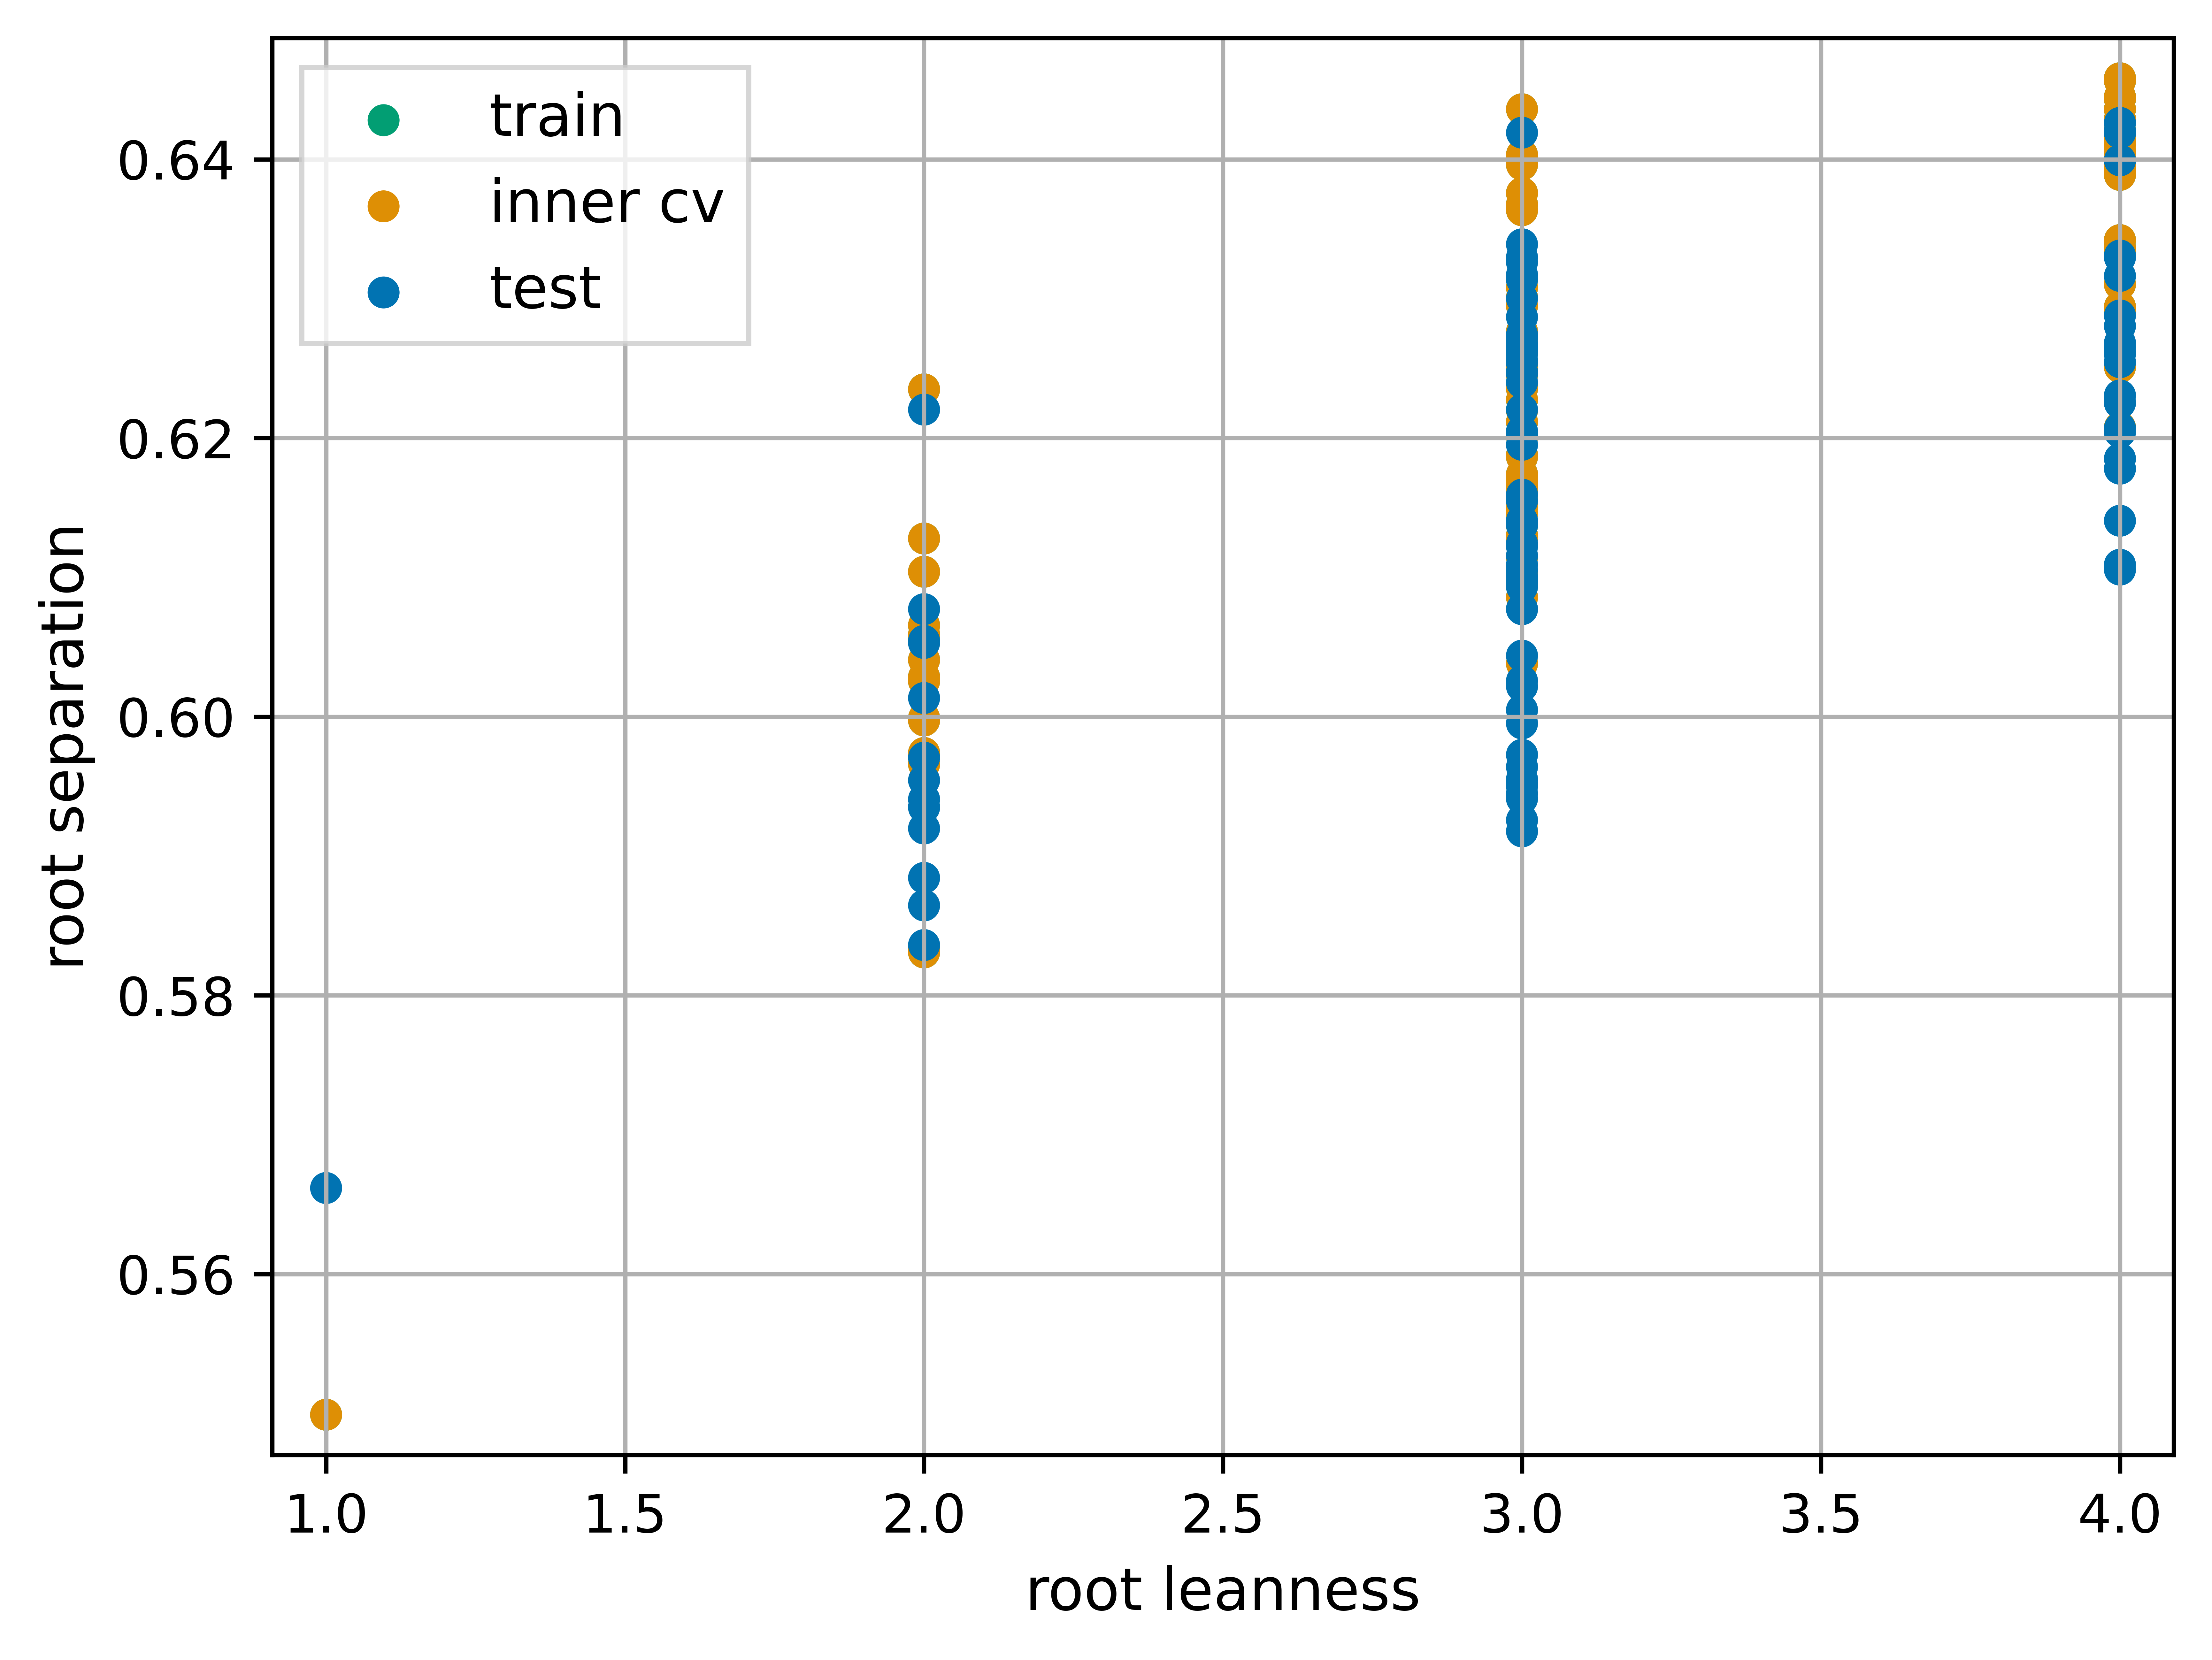 train
inner cv
test
0.64
0.62
0.60
0.58
0.56
root separation
1.0 1.5 2.0 2.5 3.0 3.5 4.0
root leanness